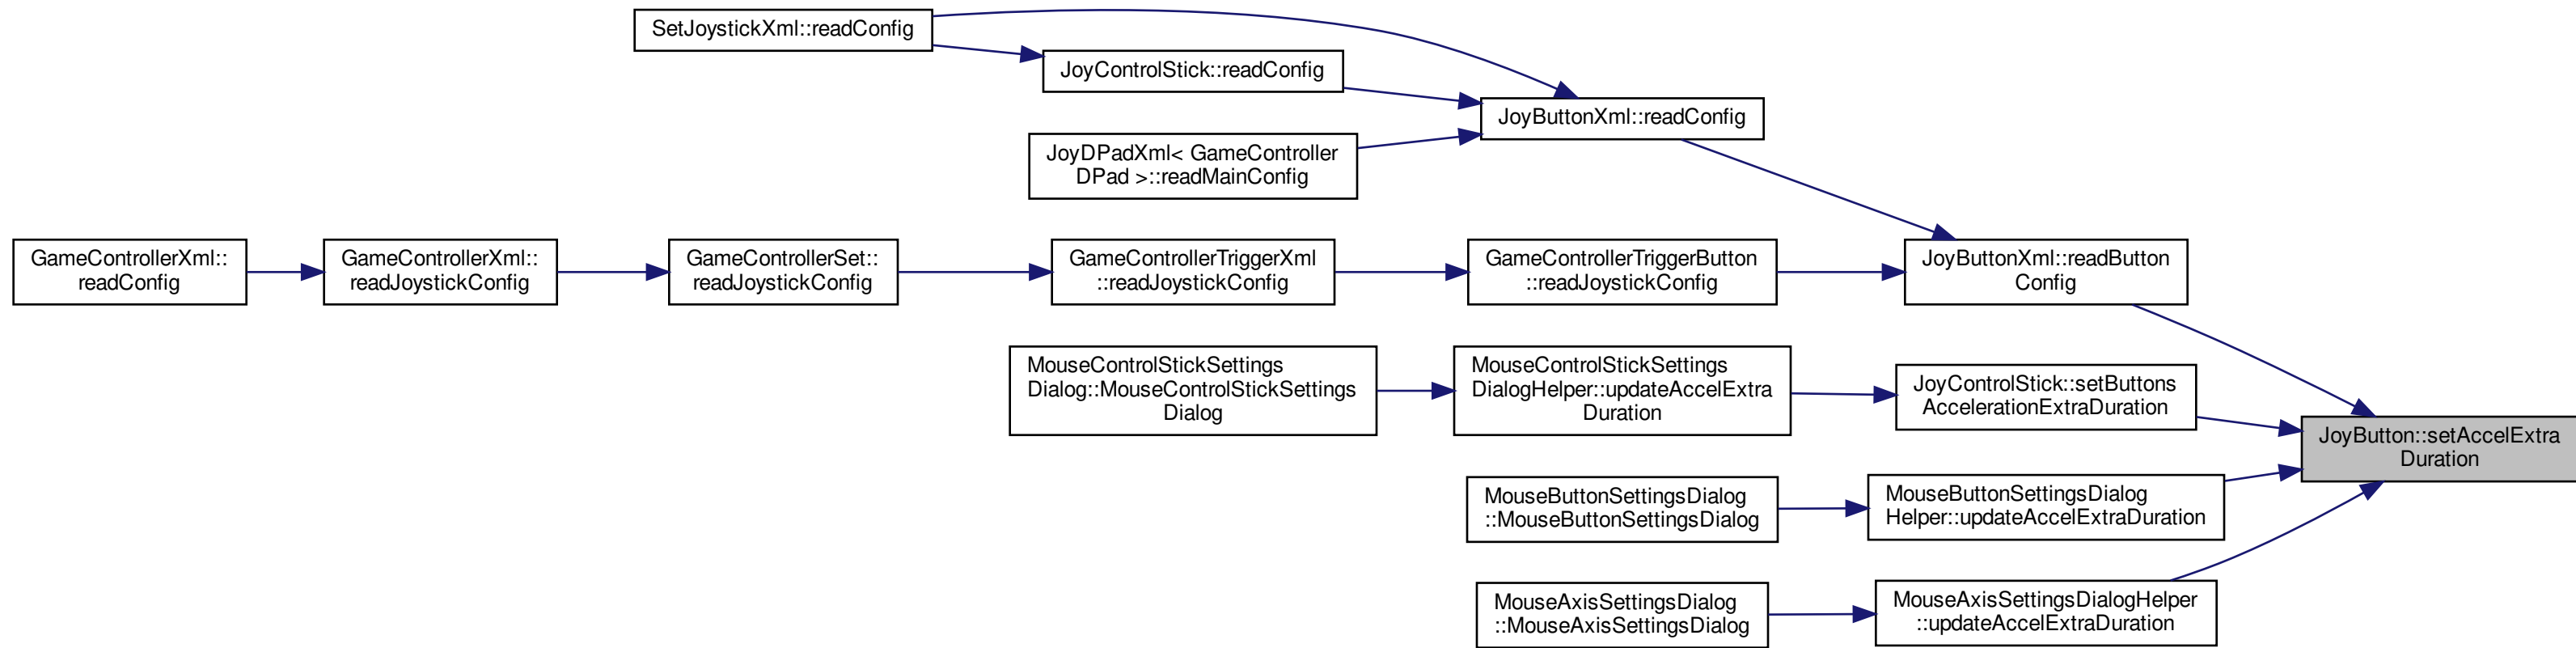 SetJoystickXml::readConfig
JoyControlStick::readConfig
JoyButtonXml::readConfig
JoyDPadXml< GameController
DPad >::readMainConfig
GameControllerXml::
readConfig
GameControllerXml::
readJoystickConfig
GameControllerSet::
readJoystickConfig
GameControllerTriggerXml
::readJoystickConfig
GameControllerTriggerButton
::readJoystickConfig
JoyButtonXml::readButton
Config
MouseControlStickSettings
Dialog::MouseControlStickSettings
Dialog
MouseControlStickSettings
DialogHelper::updateAccelExtra
Duration
JoyControlStick::setButtons
AccelerationExtraDuration
JoyButton::setAccelExtra
Duration
MouseButtonSettingsDialog
::MouseButtonSettingsDialog
MouseButtonSettingsDialog
Helper::updateAccelExtraDuration
MouseAxisSettingsDialog
::MouseAxisSettingsDialog
MouseAxisSettingsDialogHelper
::updateAccelExtraDuration